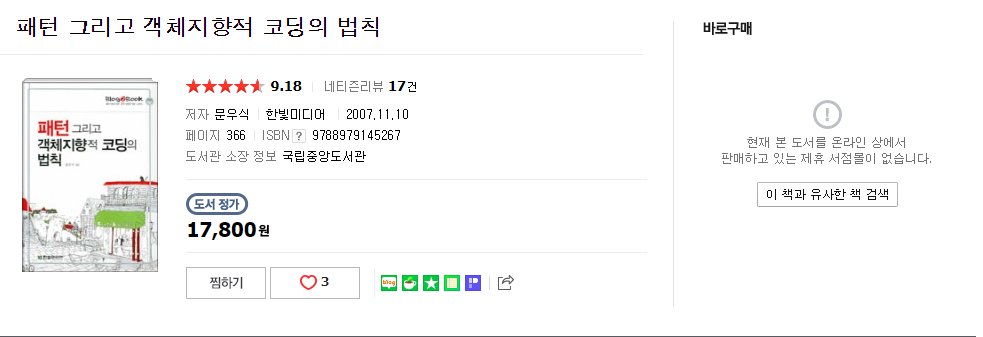 패턴 그리고 객체지향적 코딩의 법칙
Blog2Book
패턴 그리고
객체지향적 코딩의
법칙
9.18 네티즌리뷰 17건
저자 문우식 한빛미디어 2007.11.10
페이지 366 ISBN ? 9788979145267
도서관 소장 정보 국립중앙도서관
도서 정가
17,800원
찜하기 3
blog
바로구매
현재 본 도서를 온라인 상에서
판매하고 있는 제휴 서점몰이 없습니다.
이 책과 유사한 책 검색